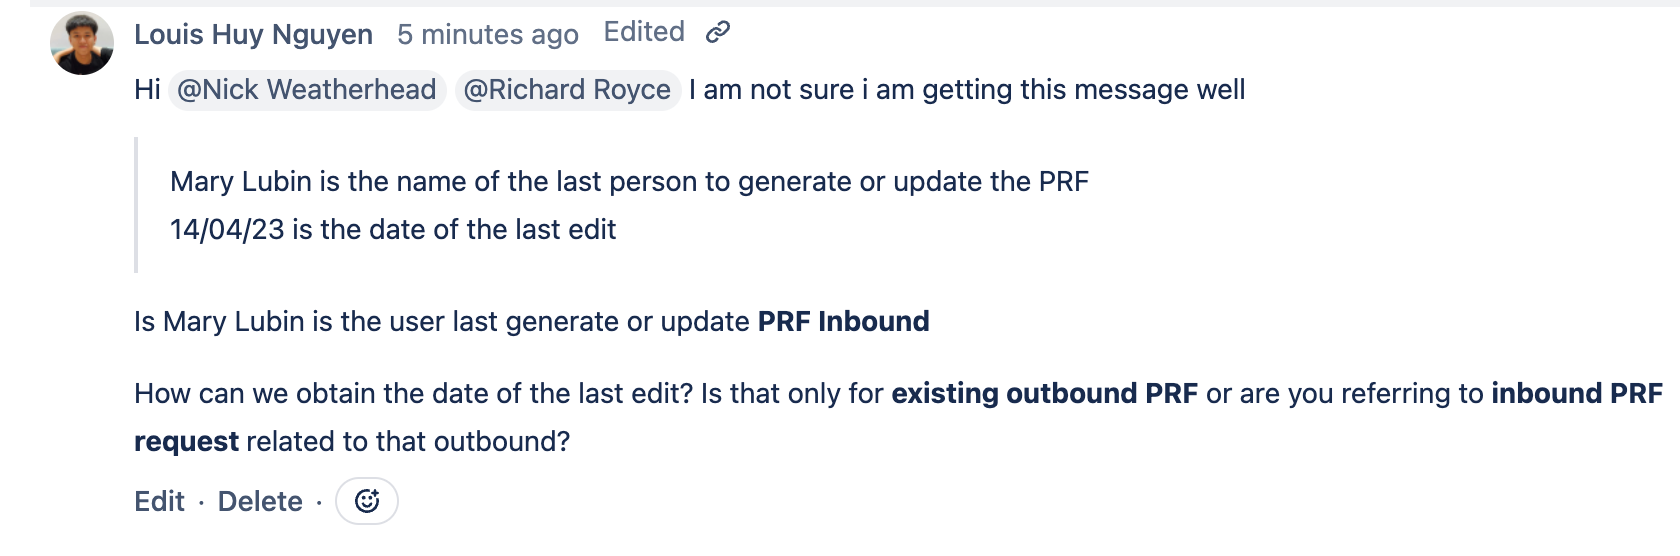 Louis Huy Nguyen 5 minutes ago Edited
Hi @Nick Weatherhead @Richard Royce I am not sure i am getting this message well
Mary Lubin is the name of the last person to generate or update the PRF
14/04/23 is the date of the last edit
Is Mary Lubin is the user last generate or update PRF Inbound
How can we obtain the date of the last edit? Is that only for existing outbound PRF or are you referring to inbound PRF
request related to that outbound?
Edit · Delete ·